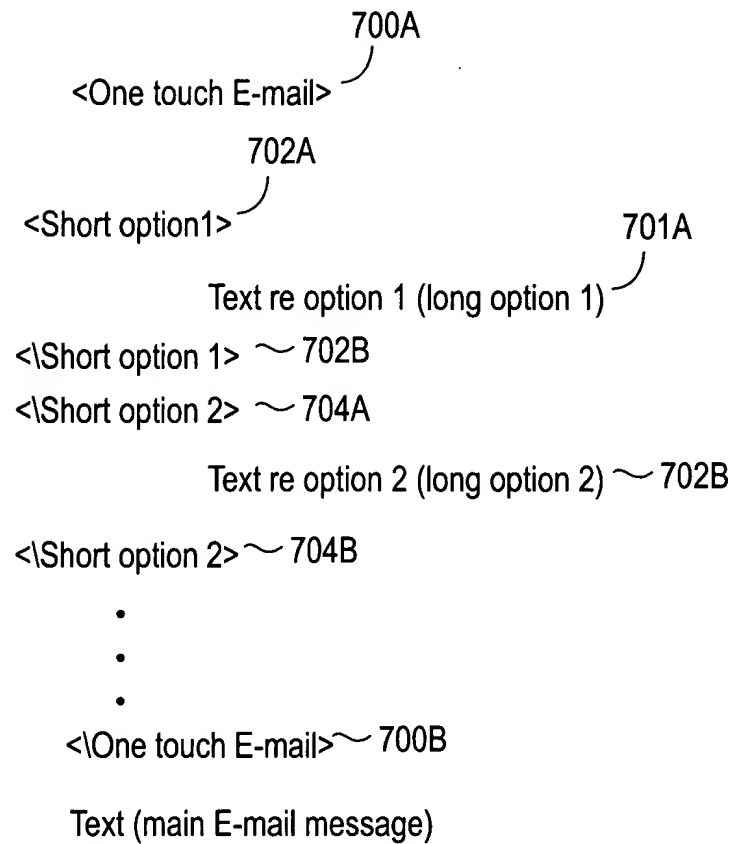 700A
<One touch E-mail>
702A
<Short option1>
701A
Text re option 1 (long option 1)
<\Short option 1> 702B
<\Short option 2> 704A
Text re option 2 (long option 2) 702B
<\Short option 2> 704B
<\One touch E-mail> 700B
Text (main E-mail message)